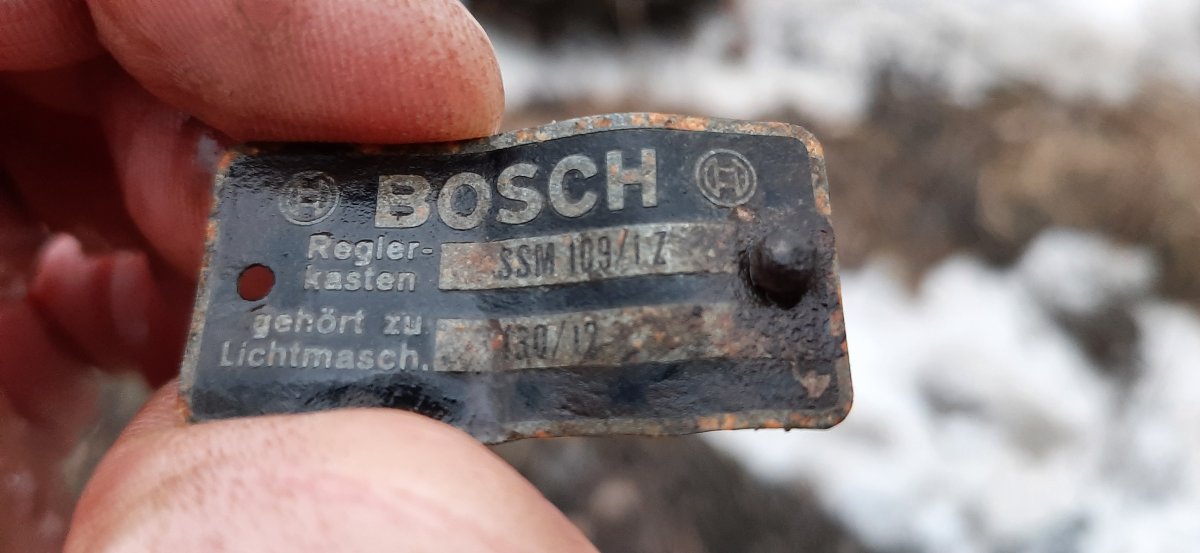 BOSCH
Regler-
kasten SSM 109/1Z
gehört zu
Lichtmasch. 130/12